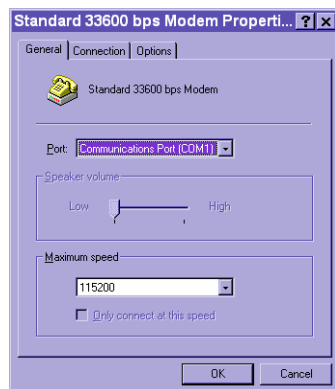 Standard 33600 bps Modem Properti... ? ×
General Connection Options
Standard 33600 bps Modem
Port: Communications Port (COM1)
Speaker volume
Low High
Maximum speed
115200
Only connect at this speed
OK Cancel